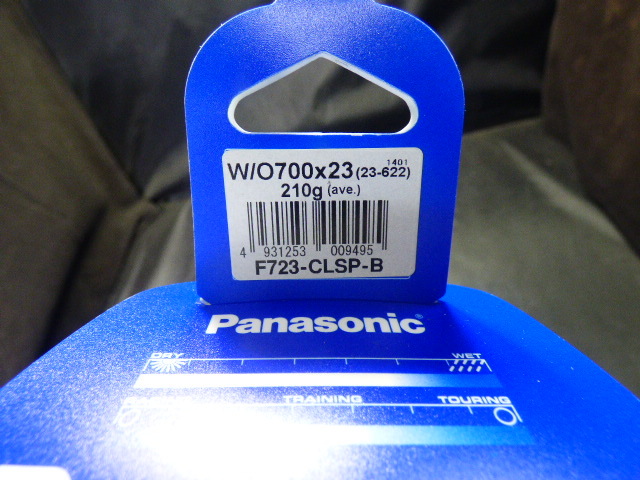 W/O700x23 (23-622) 1401
210g (ave.)
4 931253 009495
F723-CLSP-B
Panasonic
DRY WET
TRAINING TOURING